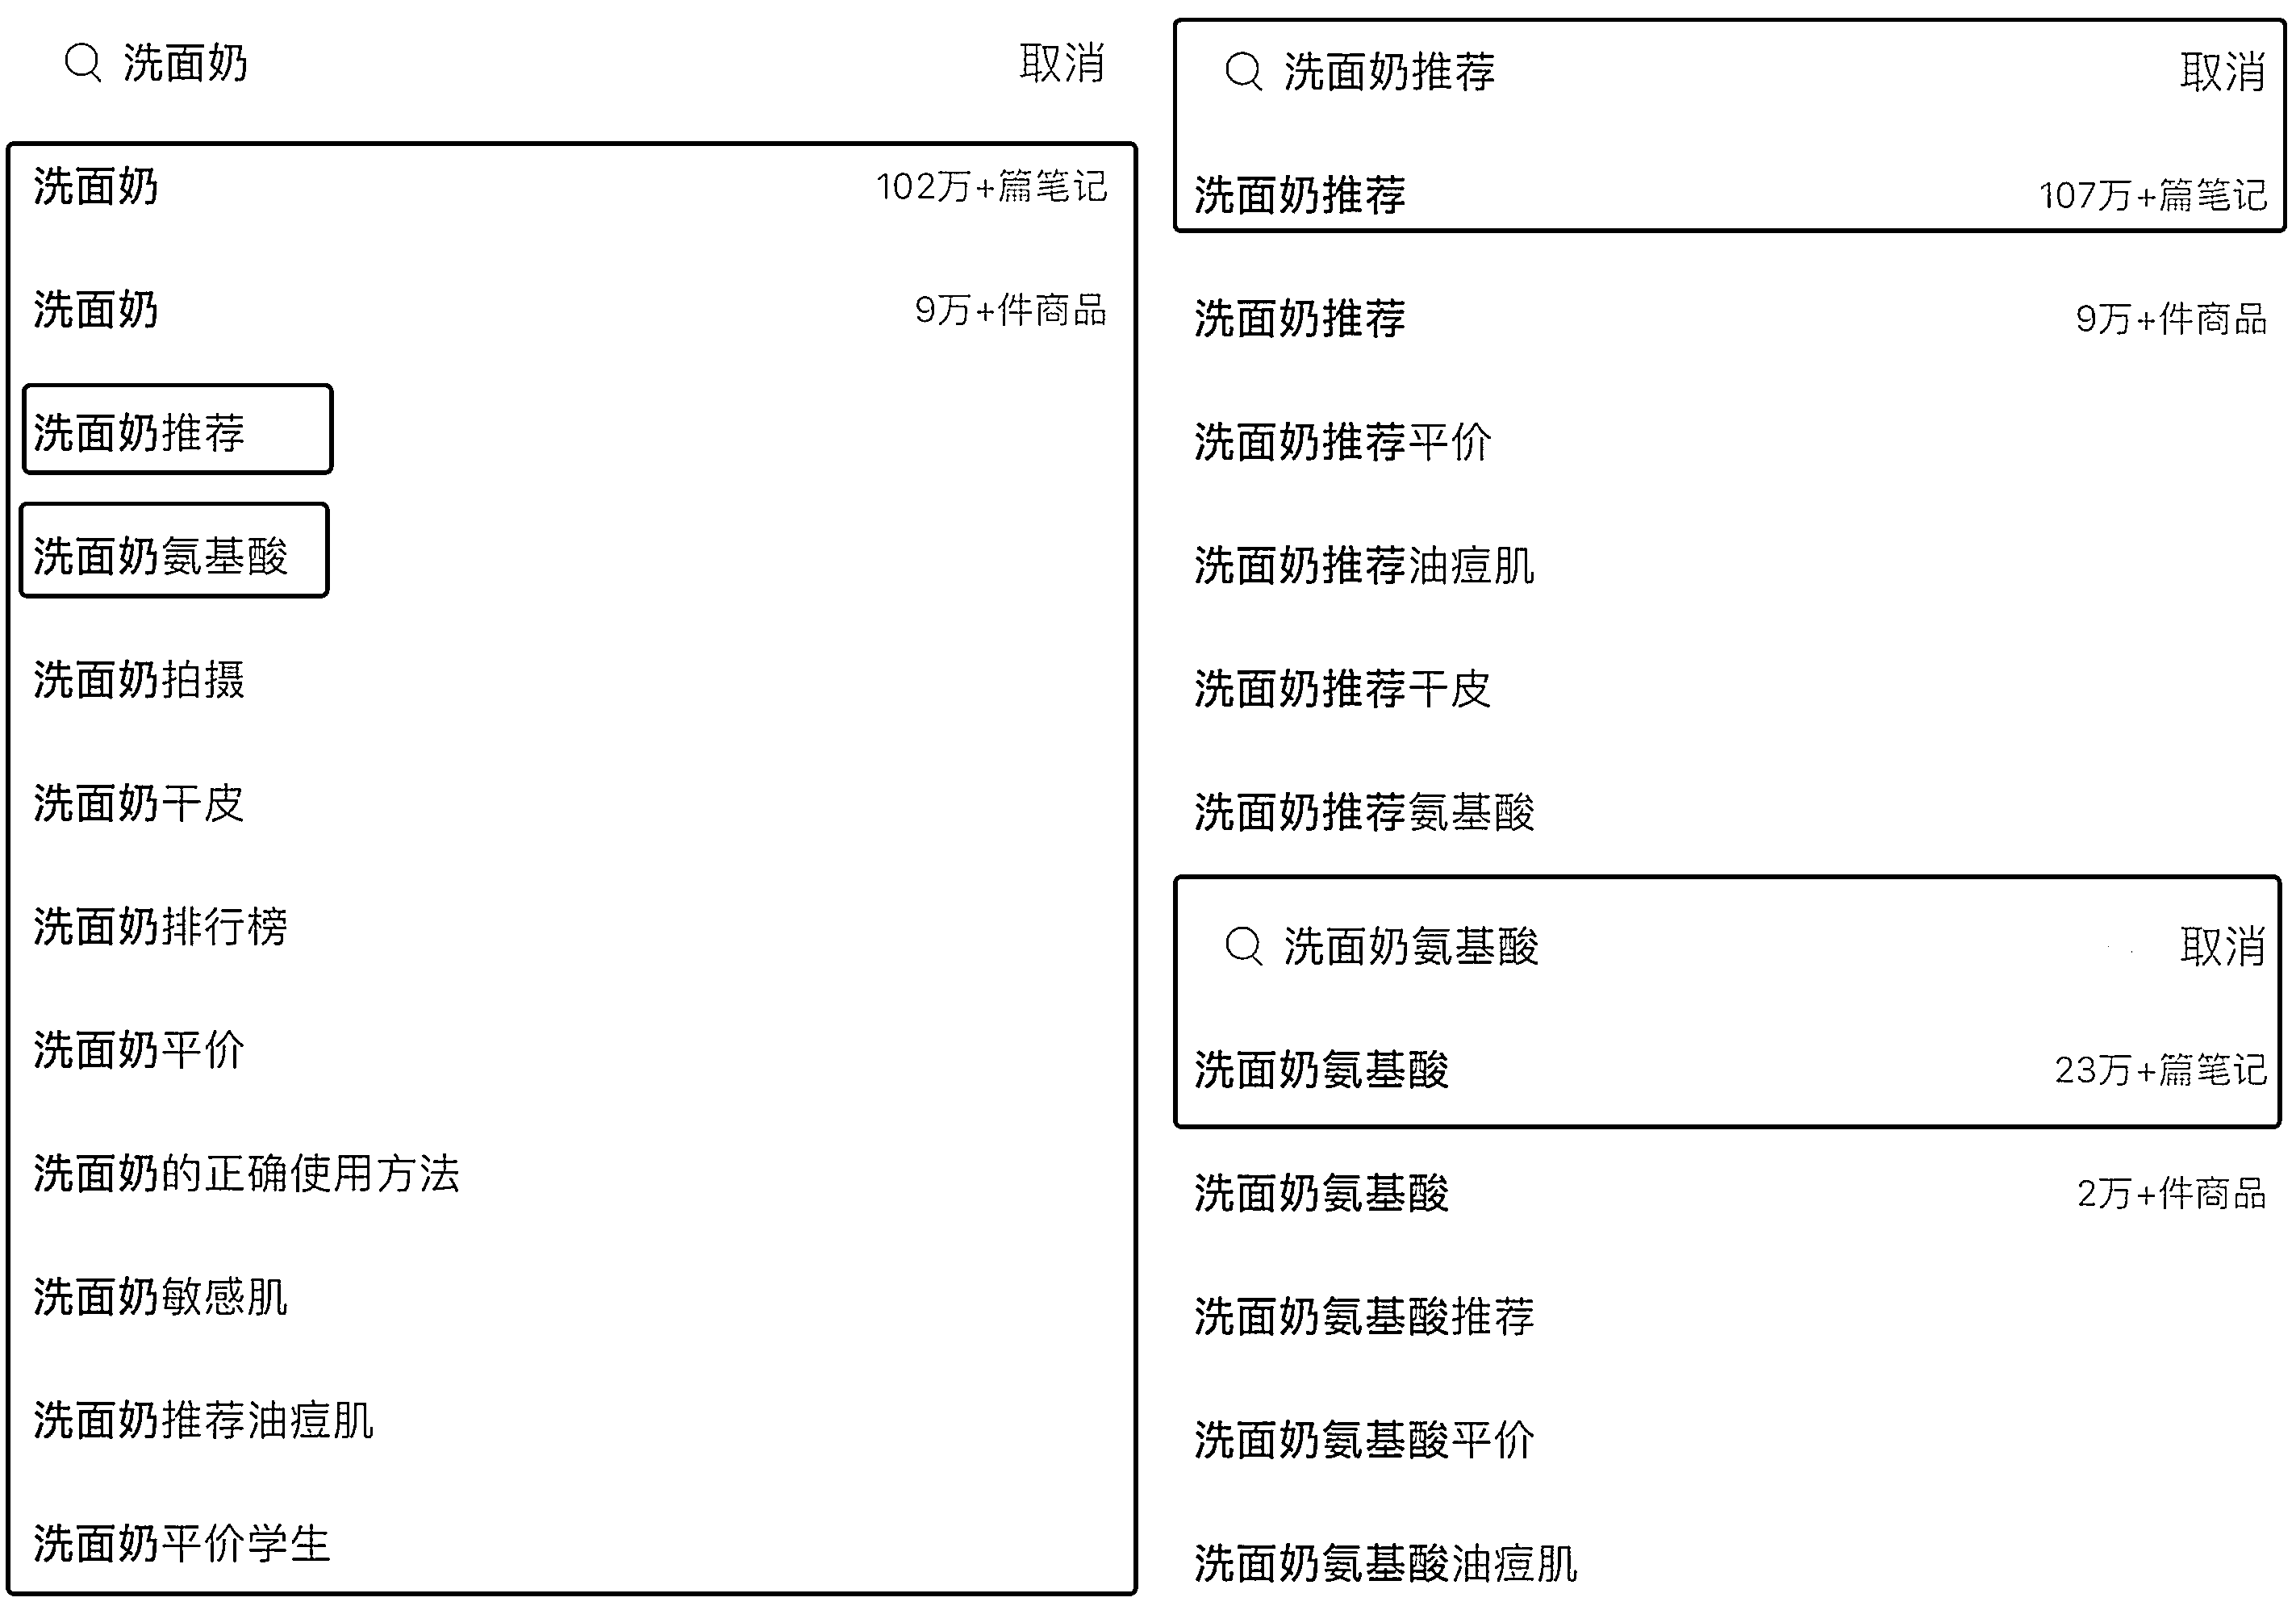 洗面奶 取消
洗面奶 102万+篇笔记
洗面奶 9万+件商品
洗面奶推荐
洗面奶氨基酸
洗面奶拍摄
洗面奶干皮
洗面奶排行榜
洗面奶平价
洗面奶的正确使用方法
洗面奶敏感肌
洗面奶推荐油痘肌
洗面奶平价学生
洗面奶推荐 取消
洗面奶推荐 107万+篇笔记
洗面奶推荐 9万+件商品
洗面奶推荐平价
洗面奶推荐油痘肌
洗面奶推荐干皮
洗面奶推荐氨基酸
洗面奶氨基酸 取消
洗面奶氨基酸 23万+篇笔记
洗面奶氨基酸 2万+件商品
洗面奶氨基酸推荐
洗面奶氨基酸平价
洗面奶氨基酸油痘肌